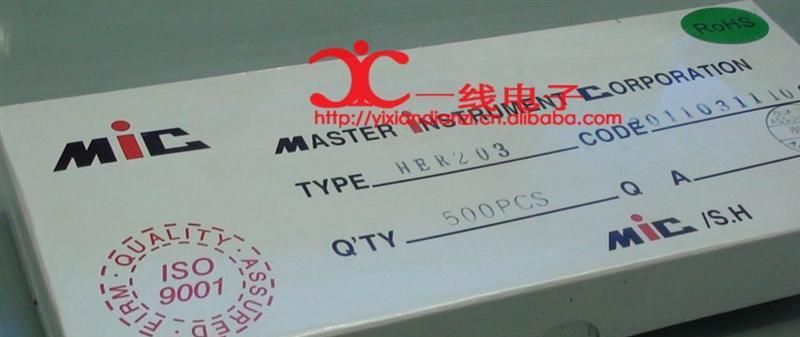 RoHS
一线电子
http://yixiandianzi.cn.alibaba.com
MIC
MASTER INSTRUMENT CORPORATION
TYPE HER203 CODE 20110311104
Q'TY 500PCS Q A
MIC /S.H
FIRM · QUALITY ASSURED
ISO
9001